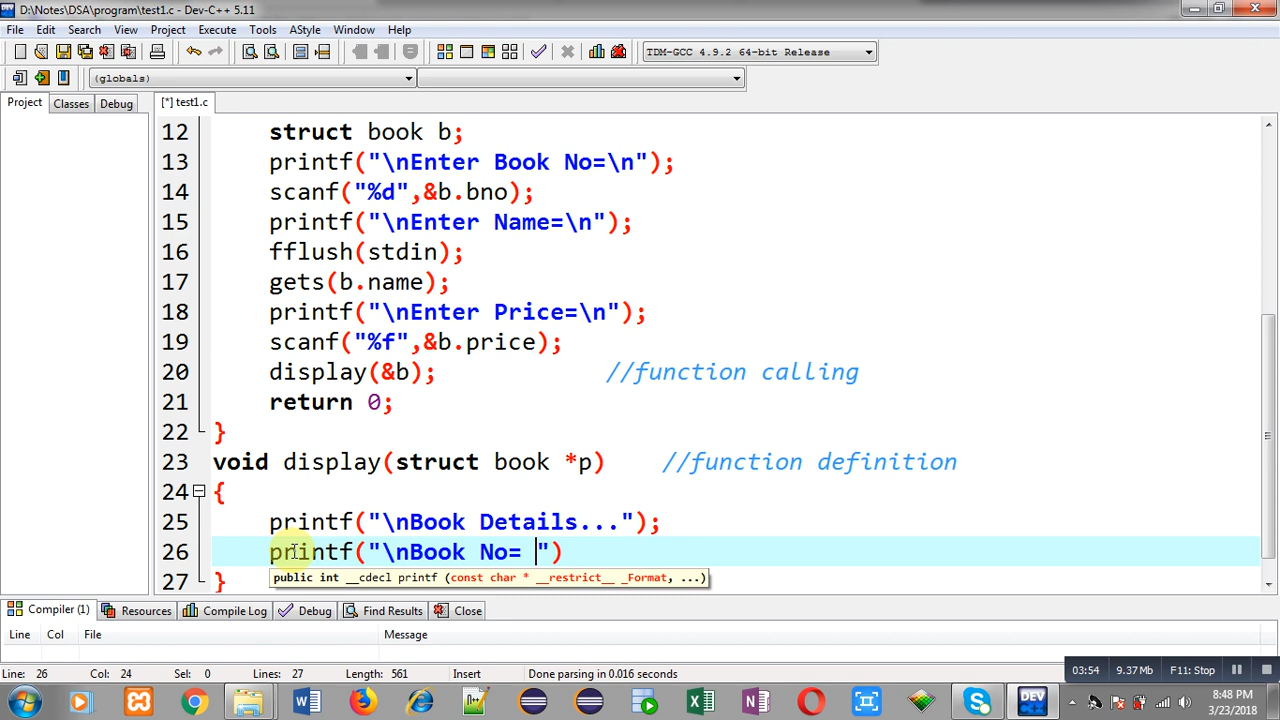 D:\Notes\DSA\program\test1.c - Dev-C++ 5.11
File Edit Search View Project Execute Tools AStyle Window Help
TDM-GCC 4.9.2 64-bit Release
(globals)
Project Classes Debug [*] test1.c
12 struct book b;
13 printf("\nEnter Book No=\n");
14 scanf("%d",&b.bno);
15 printf("\nEnter Name=\n");
16 fflush(stdin);
17 gets(b.name);
18 printf("\nEnter Price=\n");
19 scanf("%f",&b.price);
20 display(&b); //function calling
21 return 0;
22 }
23 void display(struct book *p) //function definition
24 {
25 printf("\nBook Details...");
26 printf("\nBook No= ")
public int __cdecl printf (const char * __restrict__ _Format, ...)
27 }
Compiler (1) Resources Compile Log Debug Find Results Close
Line Col File Message
Line: 26 Col: 24 Sel: 0 Lines: 27 Length: 561 Insert Done parsing in 0.016 seconds
03:54 9.37Mb F11: Stop
8:48 PM
3/23/2018